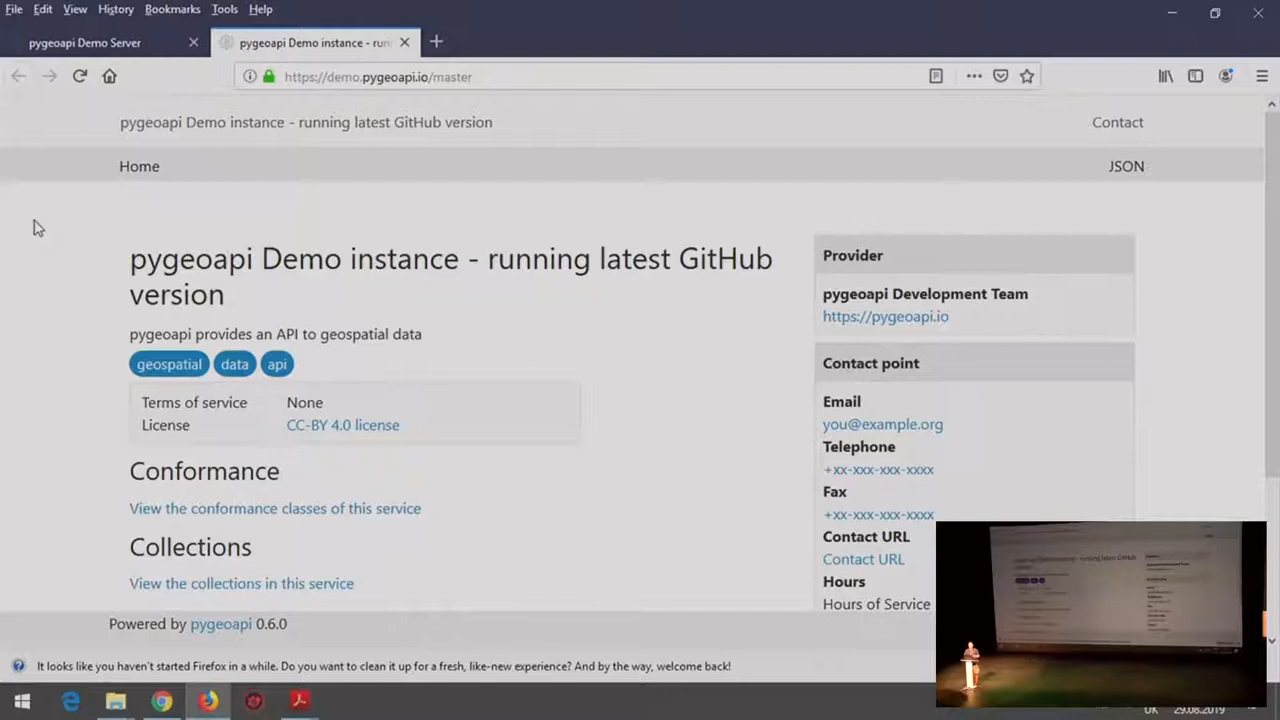 File Edit View History Bookmarks Tools Help
pygeoapi Demo Server
pygeoapi Demo instance - run
https://demo.pygeoapi.io/master
pygeoapi Demo instance - running latest GitHub version
Contact
Home
JSON
pygeoapi Demo instance - running latest GitHub
version
pygeoapi provides an API to geospatial data
geospatial data api
Terms of service None
License CC-BY 4.0 license
Conformance
View the conformance classes of this service
Collections
View the collections in this service
Provider
pygeoapi Development Team
https://pygeoapi.io
Contact point
Email
you@example.org
Telephone
+xx-xxx-xxx-xxxx
Fax
+xx-xxx-xxx-xxxx
Contact URL
Contact URL
Hours
Hours of Service
Powered by pygeoapi 0.6.0
It looks like you haven't started Firefox in a while. Do you want to clean it up for a fresh, like-new experience? And by the way, welcome back!
UK 29.08.2019